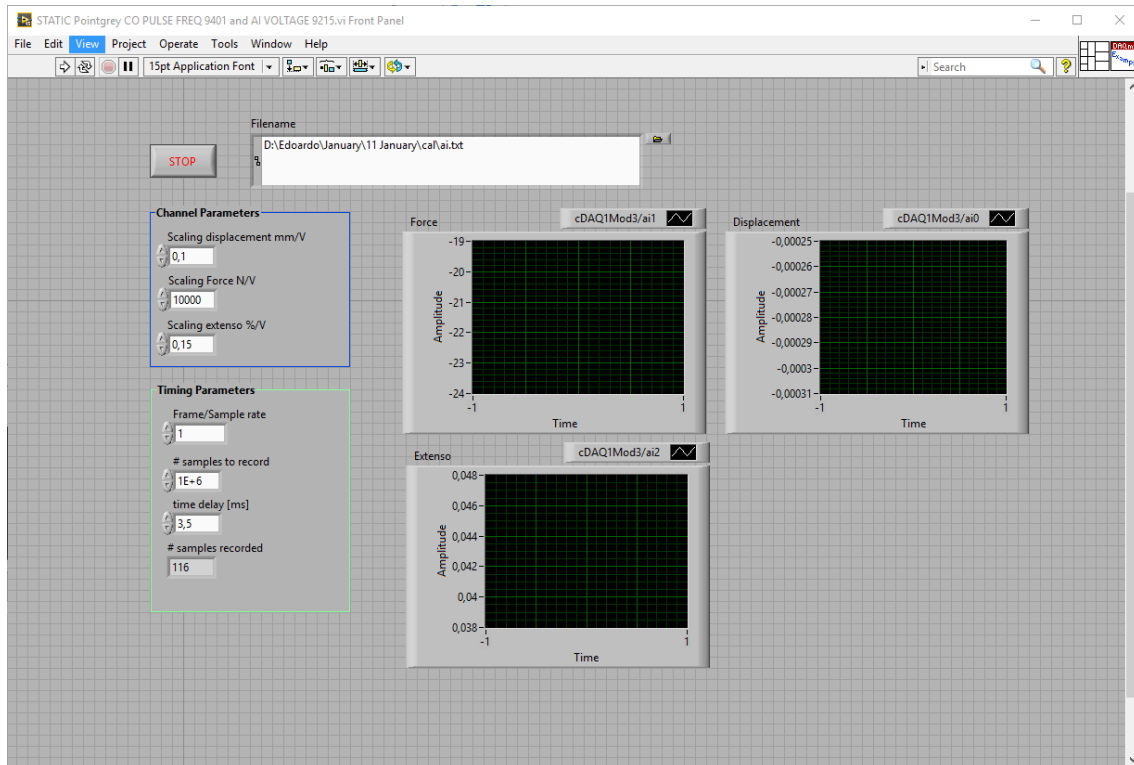 STATIC Pointgrey CO PULSE FREQ 9401 and AI VOLTAGE 9215.vi Front Panel
File Edit View Project Operate Tools Window Help
15pt Application Font
Search
DAQm
Exampl
Filename
D:\Edoardo\January\11 January\cal\ai.txt
STOP
Channel Parameters
Scaling displacement mm/V
0,1
Scaling Force N/V
10000
Scaling extenso %/V
0,15
Timing Parameters
Frame/Sample rate
1
# samples to record
1E+6
time delay [ms]
3,5
# samples recorded
116
Force
cDAQ1Mod3/ai1
-19
-20
-21
-22
-23
-24
Amplitude
-1 1
Time
Displacement
cDAQ1Mod3/ai0
-0,00025
-0,00026
-0,00027
-0,00028
-0,00029
-0,0003
-0,00031
Amplitude
-1 1
Time
Extenso
cDAQ1Mod3/ai2
0,048
0,046
0,044
0,042
0,04
0,038
Amplitude
-1 1
Time